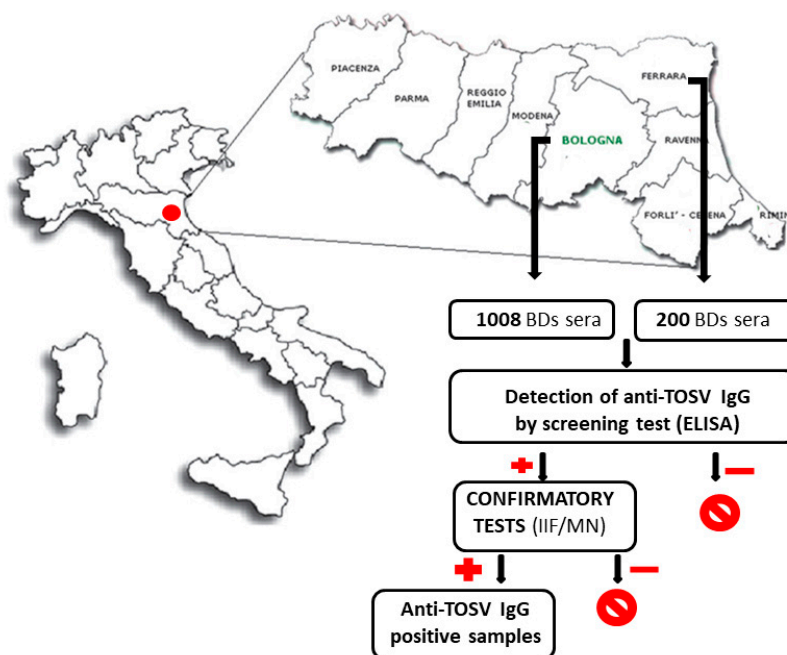 PIACENZA
PARMA
REGGIO
EMILIA
MODENA
FERRARA
BOLOGNA
RAVENNA
FORLI' - CESENA
RIMINI
1008 BDs sera
200 BDs sera
Detection of anti-TOSV IgG
by screening test (ELISA)
CONFIRMATORY
TESTS (IIF/MN)
Anti-TOSV IgG
positive samples